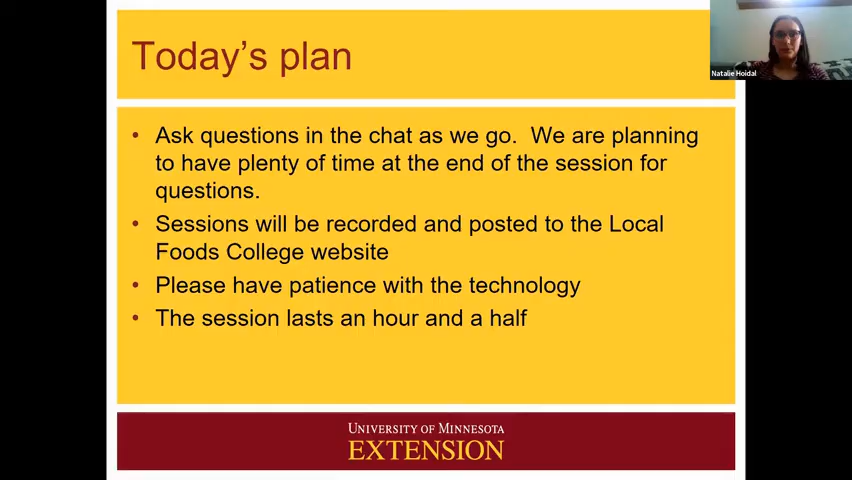 Today’s plan
Natalie Hoidal
• Ask questions in the chat as we go.  We are planning
to have plenty of time at the end of the session for
questions.
• Sessions will be recorded and posted to the Local
Foods College website
• Please have patience with the technology
• The session lasts an hour and a half
UNIVERSITY OF MINNESOTA
EXTENSION